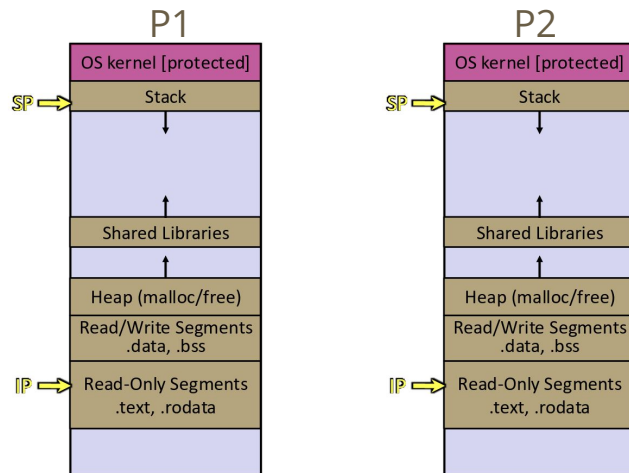 P1
OS kernel [protected]
SP
Stack
Shared Libraries
Heap (malloc/free)
Read/Write Segments
.data, .bss
IP
Read-Only Segments
.text, .rodata
P2
OS kernel [protected]
SP
Stack
Shared Libraries
Heap (malloc/free)
Read/Write Segments
.data, .bss
IP
Read-Only Segments
.text, .rodata